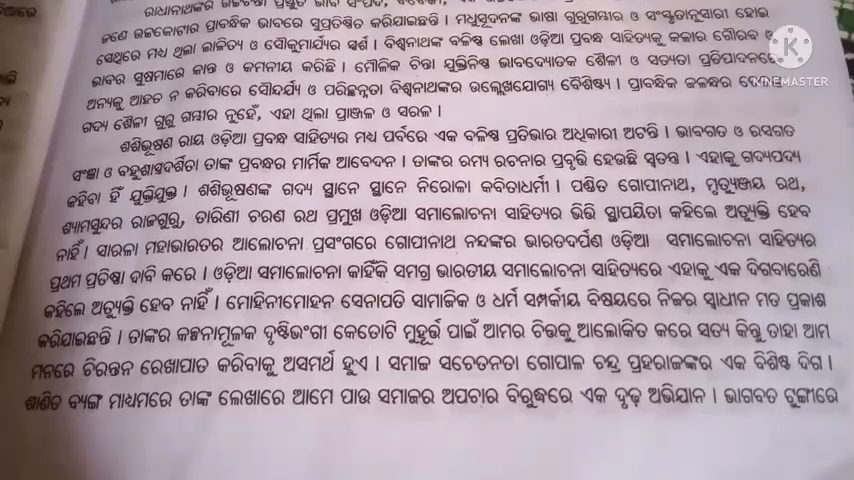 ରାଧାନାଥଙ୍କର
ଜଣେ ଉଚ୍ଚକୋଟୀର ପ୍ରାବନ୍ଧିକ ଭାବରେ ସୁପ୍ରତିଷ୍ଠିତ କରିଯାଇଛନ୍ତି । ମଧୁସୂଦନଙ୍କ ଭାଷା ଗୁରୁଗମ୍ଭୀର ଓ ସଂସ୍କୃତାନୁସାରୀ ହୋଇ
ସେଥିରେ ମଧ୍ୟ ଥିଲା ଲାଳିତ୍ୟ ଓ ସୌକୁମାର୍ଯ୍ୟର ସ୍ପର୍ଶ । ବିଶ୍ୱନାଥଙ୍କ ବଳିଷ୍ଠ ଲେଖା ଓଡ଼ିଆ ପ୍ରବନ୍ଧ ସାହିତ୍ୟକୁ କଳାର ଗୌରବ ଓ
ଭାବର ସୁଷମାରେ କାନ୍ତ ଓ କମନୀୟ କରିଛି । ମୌଳିକ ଚିନ୍ତା ଯୁକ୍ତିନିଷ୍ଠ ଭାବଦ୍ୟୋତକ ଶୈଳୀ ଓ ସତ୍ୟତା ପ୍ରତିପାଦନରେ
ଅନ୍ୟକୁ ଆହତ ନ କରିବାରେ ସୌନ୍ଦର୍ଯ୍ୟ ଓ ପରିଚ୍ଛନ୍ନତା ବିଶ୍ୱନାଥଙ୍କର ଉଲ୍ଲେଖଯୋଗ୍ୟ ବୈଶିଷ୍ଟ୍ୟ । ପ୍ରାବନ୍ଧିକ ଜଳନ୍ଧର
ଗଦ୍ୟ ଶୈଳୀ ଗୁରୁ ଗମ୍ଭୀର ନୁହେଁ, ଏହା ଥିଲା ପ୍ରାଞ୍ଜଳ ଓ ସରଳ ।
ଶଶିଭୂଷଣ ରାୟ ଓଡ଼ିଆ ପ୍ରବନ୍ଧ ସାହିତ୍ୟର ମଧ୍ୟ ପର୍ବରେ ଏକ ବଳିଷ୍ଠ ପ୍ରତିଭାର ଅଧିକାରୀ ଅଟନ୍ତି । ଭାବଗତ ଓ ରସଗତ
ସଂଜ୍ଞା ଓ ବହୁଶାସ୍ତ୍ରଦର୍ଶିତା ତାଙ୍କ ପ୍ରବନ୍ଧର ମାର୍ମିକ ଆବେଦନ । ତାଙ୍କର ରମ୍ୟ ରଚନାର ପ୍ରବୃତ୍ତି ହେଉଛି ସ୍ୱତନ୍ତ୍ର । ଏହାକୁ ଗଦ୍ୟପଦ୍ୟ
କହିବା ହିଁ ଯୁକ୍ତିଯୁକ୍ତ । ଶଶିଭୂଷଣଙ୍କ ଗଦ୍ୟ ସ୍ଥାନେ ସ୍ଥାନେ ନିରୋଳା କବିତାଧର୍ମୀ । ପଣ୍ଡିତ ଗୋପୀନାଥ, ମୃତ୍ୟୁଞ୍ଜୟ ରଥ,
ଶ୍ୟାମସୁନ୍ଦର ରାଜଗୁରୁ, ତାରିଣୀ ଚରଣ ରଥ ପ୍ରମୁଖ ଓଡ଼ିଆ ସମାଲୋଚନା ସାହିତ୍ୟର ଭିତ୍ତି ସ୍ଥାପୟିତା କହିଲେ ଅତ୍ୟୁକ୍ତି ହେବ
ନାହିଁ । ସାରଳା ମହାଭାରତର ଆଲୋଚନା ପ୍ରସଂଗରେ ଗୋପୀନାଥ ନନ୍ଦଙ୍କର ଭାରତଦର୍ପଣ ଓଡ଼ିଆ ସମାଲୋଚନା ସାହିତ୍ୟର
ପ୍ରଥମ ପ୍ରତିଷ୍ଠା ଦାବି କରେ । ଓଡ଼ିଆ ସମାଲୋଚନା କାହିଁକି ସମଗ୍ର ଭାରତୀୟ ସମାଲୋଚନା ସାହିତ୍ୟରେ ଏହାକୁ ଏକ ଦିଗବାରେଣି
କହିଲେ ଅତ୍ୟୁକ୍ତି ହେବ ନାହିଁ । ମୋହିନୀମୋହନ ସେନାପତି ସାମାଜିକ ଓ ଧର୍ମ ସମ୍ପର୍କୀୟ ବିଷୟରେ ନିଜର ସ୍ୱାଧୀନ ମତ ପ୍ରକାଶ
କରିଯାଇଛନ୍ତି । ତାଙ୍କର କଳ୍ପନାମୂଳକ ଦୃଷ୍ଟିଭଂଗୀ କେତୋଟି ମୁହୂର୍ତ୍ତ ପାଇଁ ଆମର ଚିତ୍ତକୁ ଆଲୋକିତ କରେ ସତ୍ୟ କିନ୍ତୁ ତାହା ଆମ
ମନରେ ଚିରନ୍ତନ ରେଖାପାତ କରିବାକୁ ଅସମର୍ଥ ହୁଏ । ସମାଜ ସଚେତନତା ଗୋପାଳ ଚନ୍ଦ୍ର ପ୍ରହରାଜଙ୍କର ଏକ ବିଶିଷ୍ଟ ଦିଗ ।
ଶାଣିତ ବ୍ୟଙ୍ଗ ମାଧ୍ୟମରେ ତାଙ୍କ ଲେଖାରେ ଆମେ ପାଉ ସମାଜର ଅପଚାର ବିରୁଦ୍ଧରେ ଏକ ଦୃଢ଼ ଅଭିଯାନ । ଭାଗବତ ଟୁଙ୍ଗୀରେ
KINEMASTER